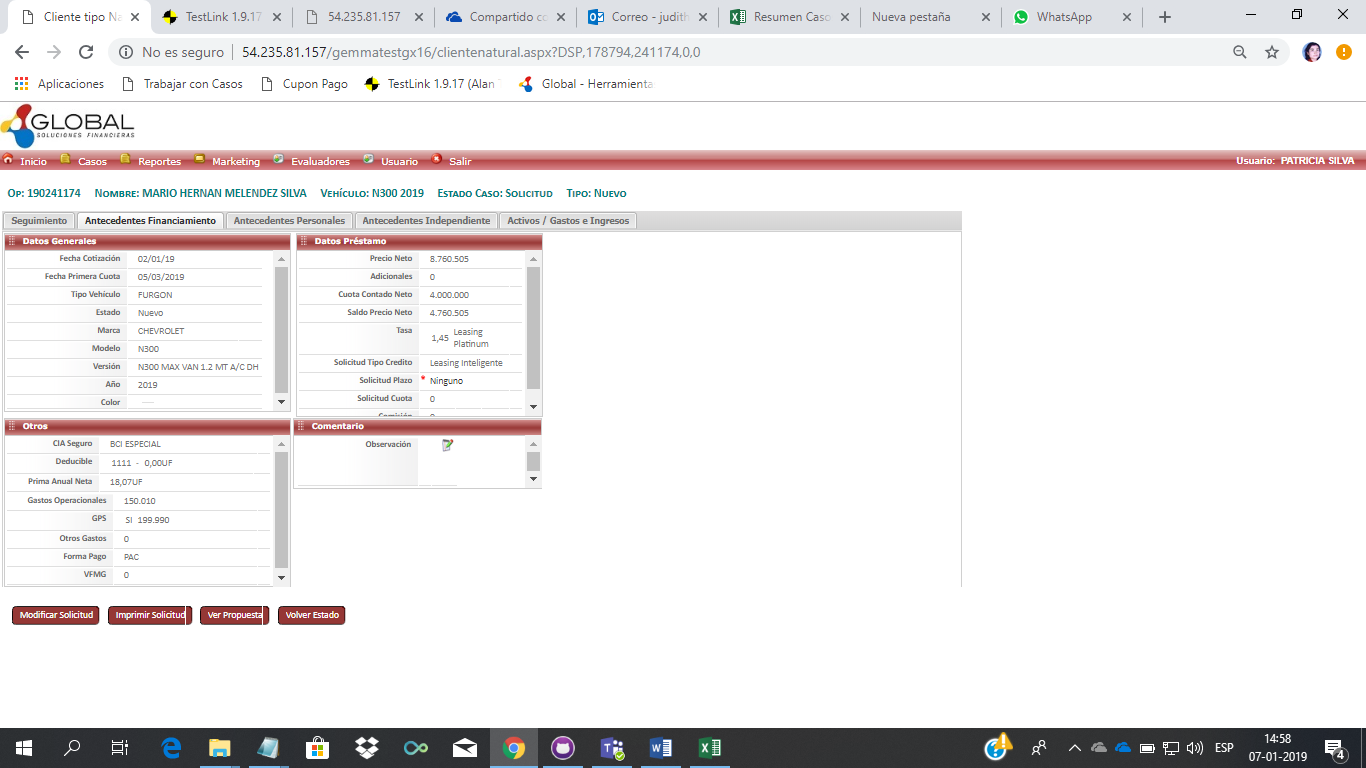 Cliente tipo Na
TestLink 1.9.17
54.235.81.157
Compartido co
Correo - judith
Resumen Caso
Nueva pestaña
WhatsApp
No es seguro | 54.235.81.157/gemmatestgx16/clientenatural.aspx?DSP,178794,241174,0,0
Aplicaciones
Trabajar con Casos
Cupon Pago
TestLink 1.9.17 (Alan
Global - Herramienta
GLOBAL
SOLUCIONES FINANCIERAS
Inicio Casos Reportes Marketing Evaluadores Usuario Salir
Usuario: PATRICIA SILVA
Op: 190241174 Nombre: MARIO HERNAN MELENDEZ SILVA Vehículo: N300 2019 Estado Caso: Solicitud Tipo: Nuevo
Seguimiento Antecedentes Financiamiento Antecedentes Personales Antecedentes Independiente Activos / Gastos e Ingresos
Datos Generales
Fecha Cotización 02/01/19
Fecha Primera Cuota 05/03/2019
Tipo Vehículo FURGON
Estado Nuevo
Marca CHEVROLET
Modelo N300
Versión N300 MAX VAN 1.2 MT A/C DH
Año 2019
Color
Datos Préstamo
Precio Neto 8.760.505
Adicionales 0
Cuota Contado Neto 4.000.000
Saldo Precio Neto 4.760.505
Tasa 1,45 Leasing
Platinum
Solicitud Tipo Credito Leasing Inteligente
Solicitud Plazo * Ninguno
Solicitud Cuota 0
Comisión 0
Otros
CIA Seguro BCI ESPECIAL
Deducible 1111 - 0,00UF
Prima Anual Neta 18,07UF
Gastos Operacionales 150.010
GPS SI 199.990
Otros Gastos 0
Forma Pago PAC
VFMG 0
Comentario
Observación
Modificar Solicitud Imprimir Solicitud Ver Propuesta Volver Estado
ESP
14:58
07-01-2019
4